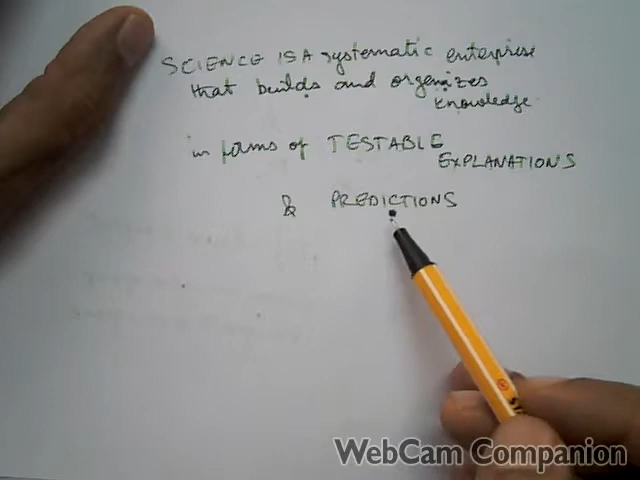 SCIENCE IS A systematic enterprise
that builds and organizes
knowledge
in forms of TESTABLE
EXPLANATIONS
& PREDICTIONS
WebCam Companion